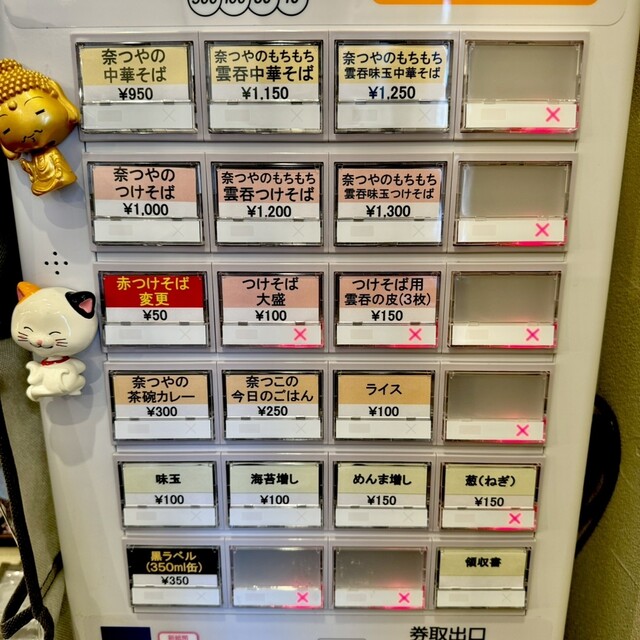 500 100 50 10
奈つやの
中華そば
¥950
奈つやのもちもち
雲呑中華そば
¥1,150
奈つやのもちもち
雲呑味玉中華そば
¥1,250
奈つやの
つけそば
¥1,000
奈つやのもちもち
雲呑つけそば
¥1,200
奈つやのもちもち
雲呑味玉つけそば
¥1,300
赤つけそば
変更
¥50
つけそば
大盛
¥100
つけそば用
雲呑の皮(3枚)
¥150
奈つやの
茶碗カレー
¥300
奈つこの
今日のごはん
¥250
ライス
¥100
味玉
¥100
海苔増し
¥100
めんま増し
¥150
葱(ねぎ)
¥150
黒ラベル
(350ml缶)
¥350
領収書
券取出口